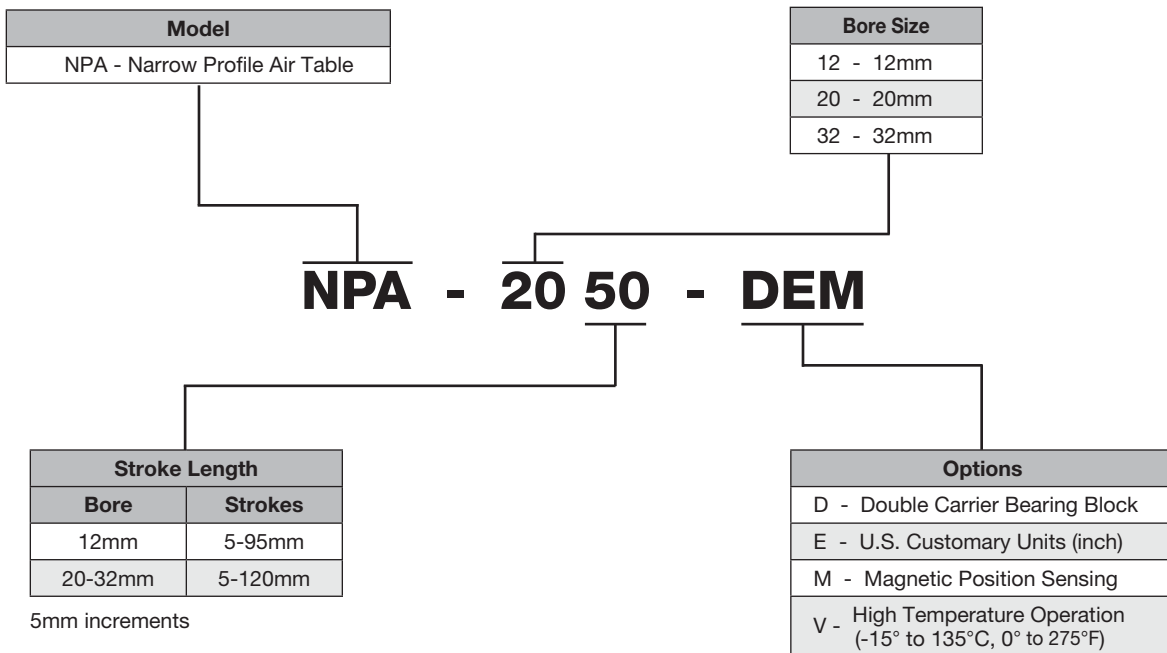 Model
NPA - Narrow Profile Air Table
Bore Size
12 - 12mm
20 - 20mm
32 - 32mm
NPA - 20 50 - DEM
Stroke Length
Bore Strokes
12mm 5-95mm
20-32mm 5-120mm
5mm increments
Options
D - Double Carrier Bearing Block
E - U.S. Customary Units (inch)
M - Magnetic Position Sensing
V - High Temperature Operation
(-15° to 135°C, 0° to 275°F)